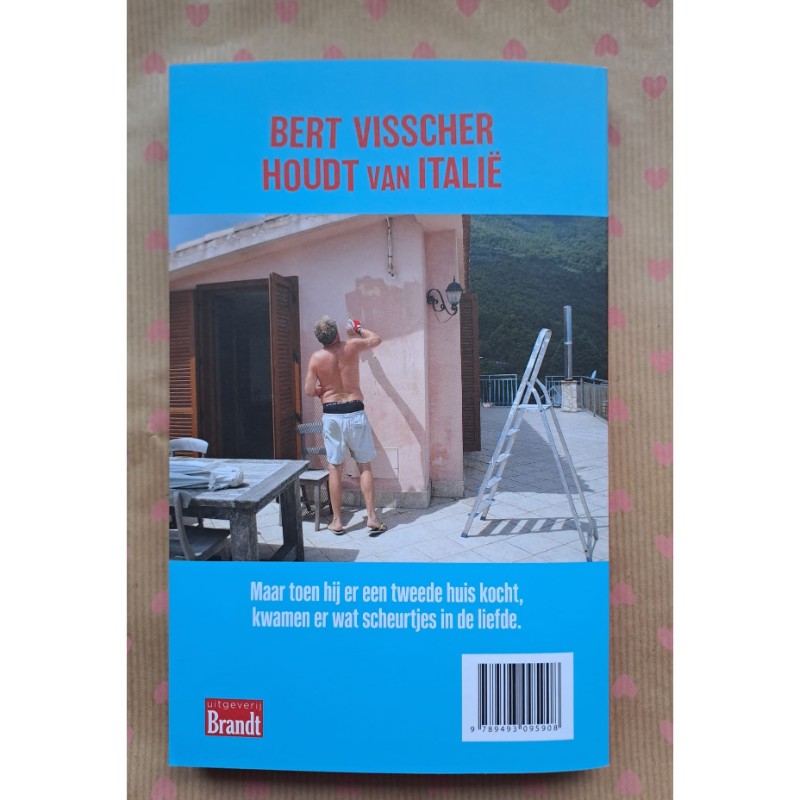 BERT VISSCHER
HOUDT VAN ITALIË
Maar toen hij er een tweede huis kocht,
kwamen er wat scheurtjes in de liefde.
uitgeverij
Brandt
9 789493 095908